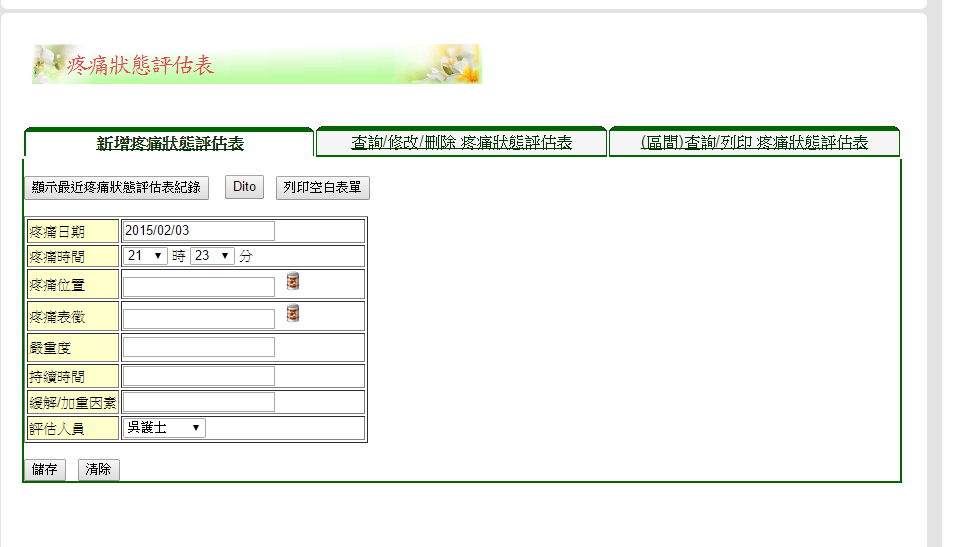 疼痛狀態評估表
新增疼痛狀態評估表 查詢/修改/刪除 疼痛狀態評估表 (區間)查詢/列印 疼痛狀態評估表
顯示最近疼痛狀態評估表紀錄 Dito 列印空白表單
疼痛日期 2015/02/03
疼痛時間 21 時 23 分
疼痛位置
疼痛表徵
嚴重度
持續時間
緩解/加重因素
評估人員 吳護士
儲存 清除